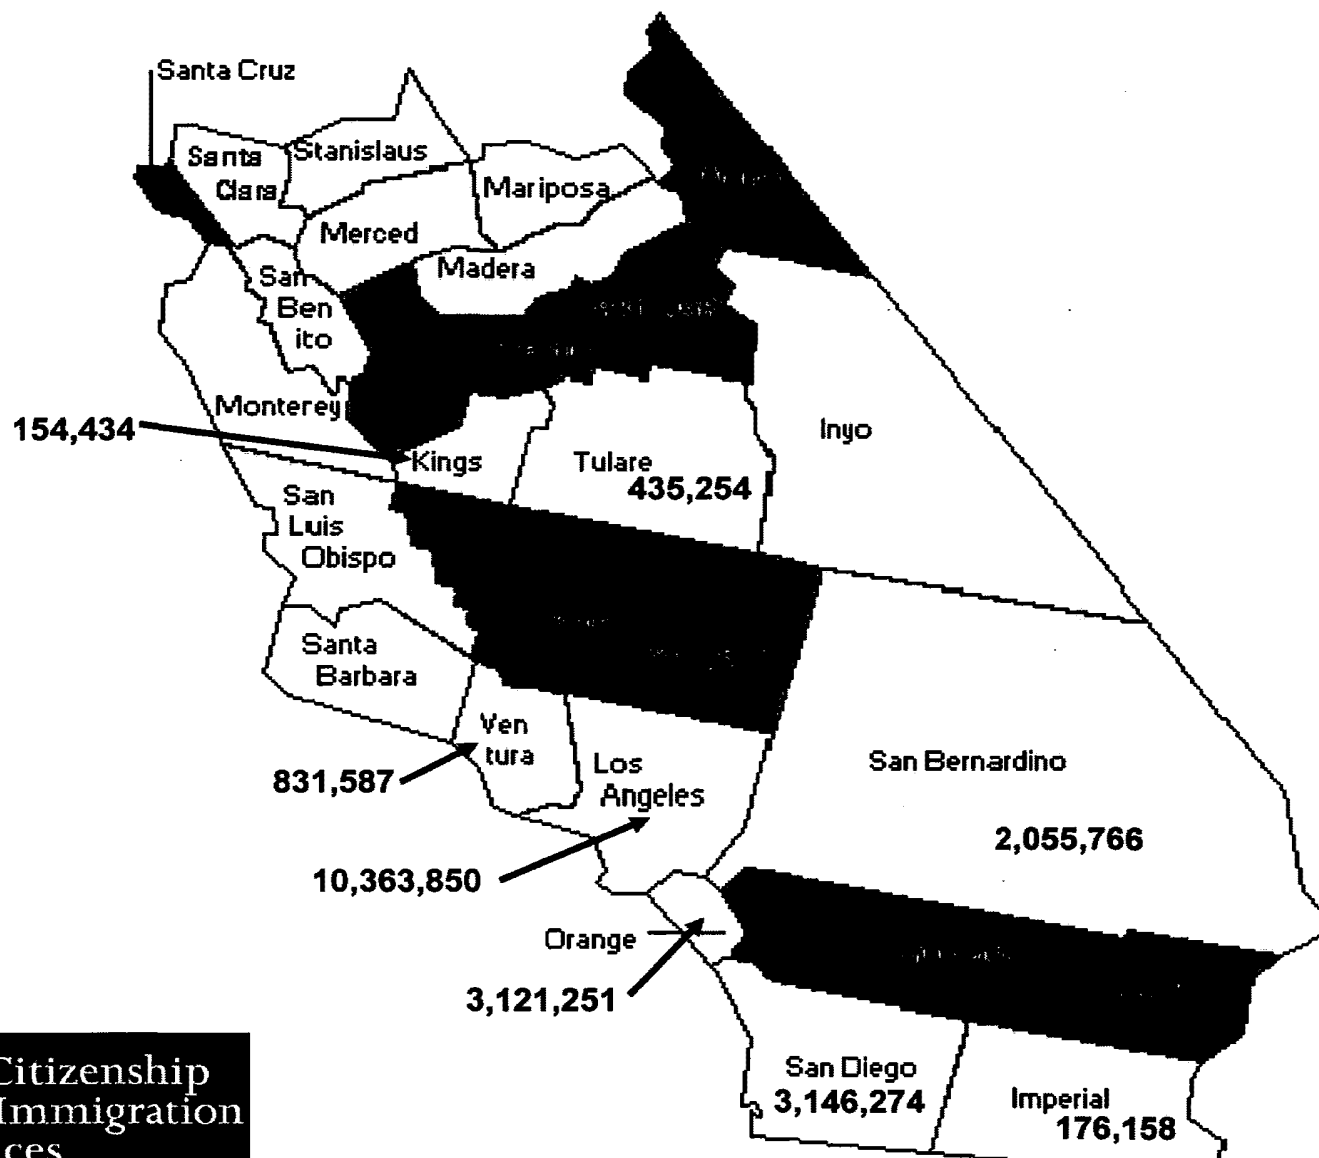 Santa Cruz
Santa
Clara
Stanislaus
Mariposa
Merced
Madera
San
Ben
ito
Monterey
154,434
Kings
Tulare
435,254
Inyo
San
Luis
Obispo
Santa
Barbara
Ven
tura
831,587
Los
Angeles
10,363,850
San Bernardino
2,055,766
Orange
3,121,251
San Diego
3,146,274
Imperial
176,158
Citizenship
Immigration
ces